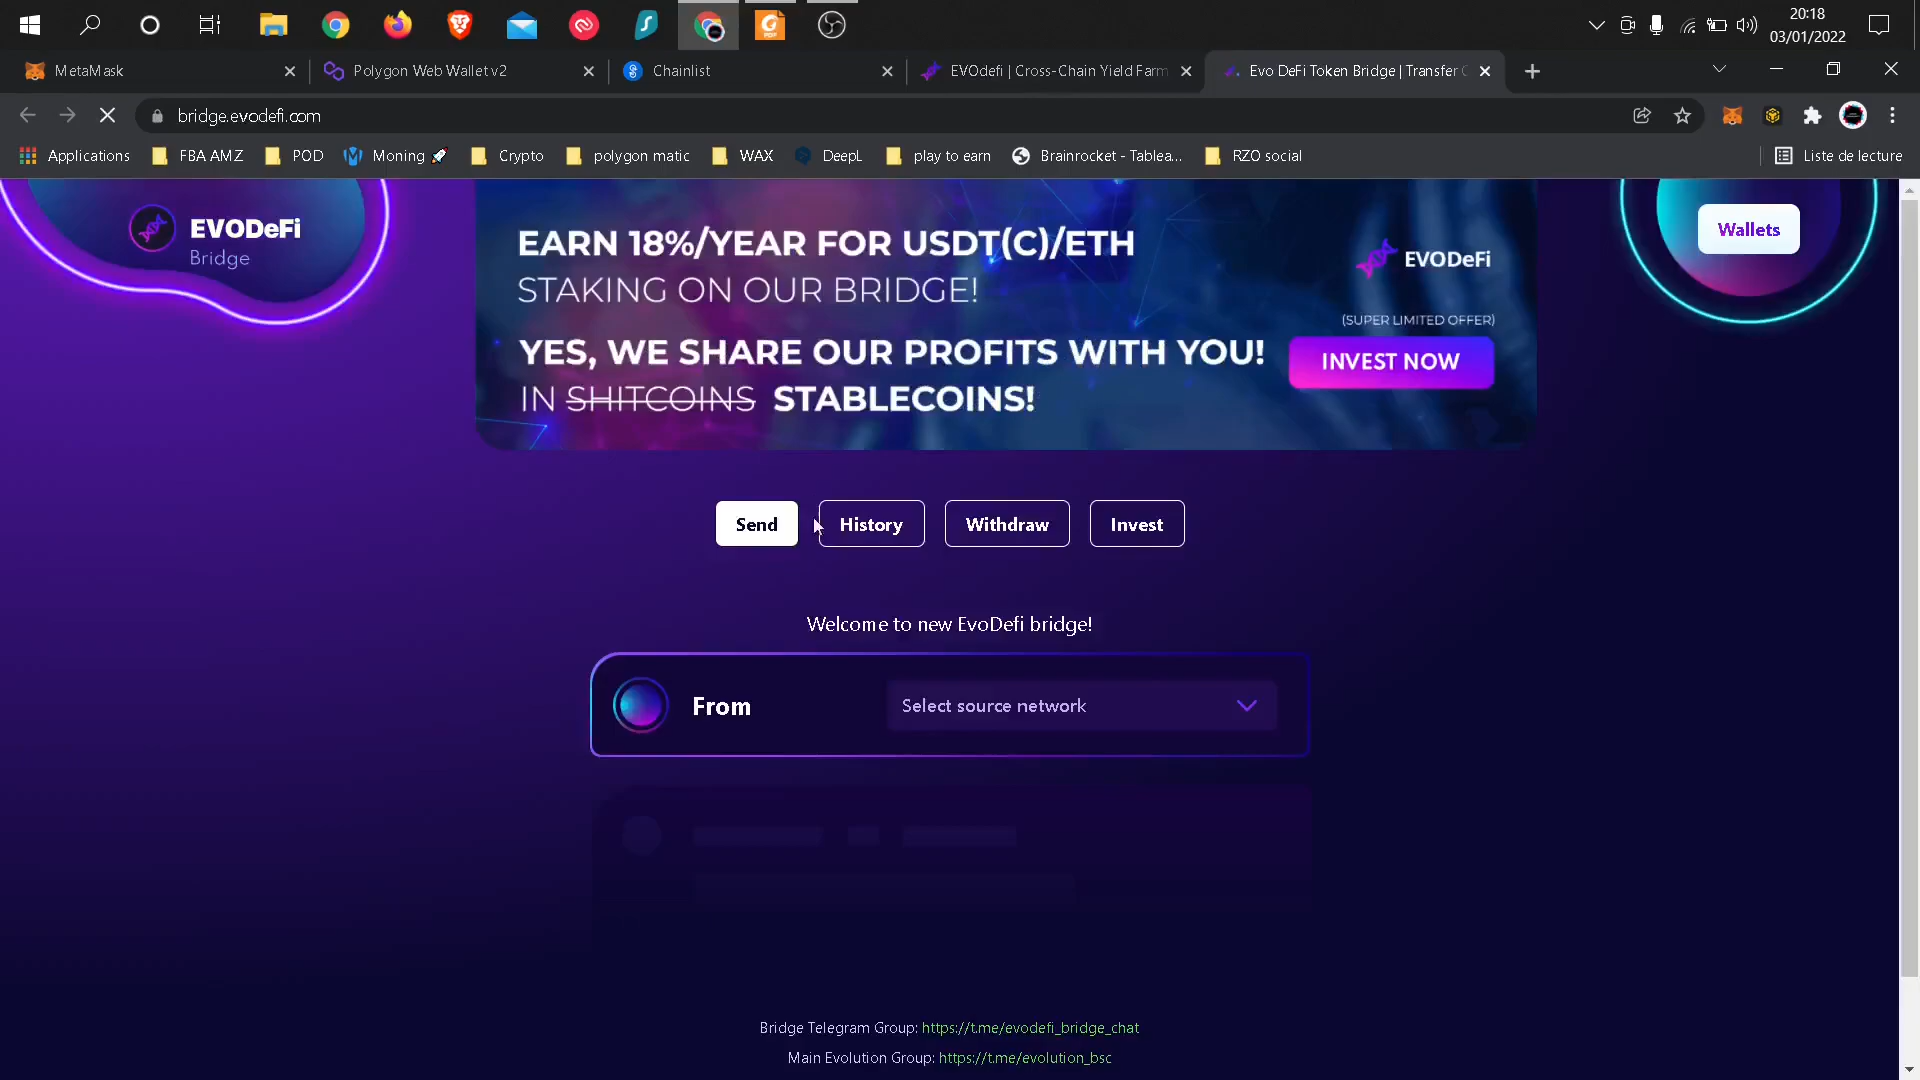 20:18
03/01/2022
MetaMask
Polygon Web Wallet v2
Chainlist
EVOdefi | Cross-Chain Yield Farm
Evo DeFi Token Bridge | Transfer C
bridge.evodefi.com
Applications
FBA AMZ
POD
Moning
Crypto
polygon matic
WAX
DeepL
play to earn
Brainrocket - Tablea...
RZO social
Liste de lecture
EVODeFi
Bridge
EARN 18%/YEAR FOR USDT(C)/ETH
STAKING ON OUR BRIDGE!
YES, WE SHARE OUR PROFITS WITH YOU!
IN SHITCOINS STABLECOINS!
EVODeFi
(SUPER LIMITED OFFER)
INVEST NOW
Wallets
Send
History
Withdraw
Invest
Welcome to new EvoDefi bridge!
From
Select source network
Bridge Telegram Group: https://t.me/evodefi_bridge_chat
Main Evolution Group: https://t.me/evolution_bsc